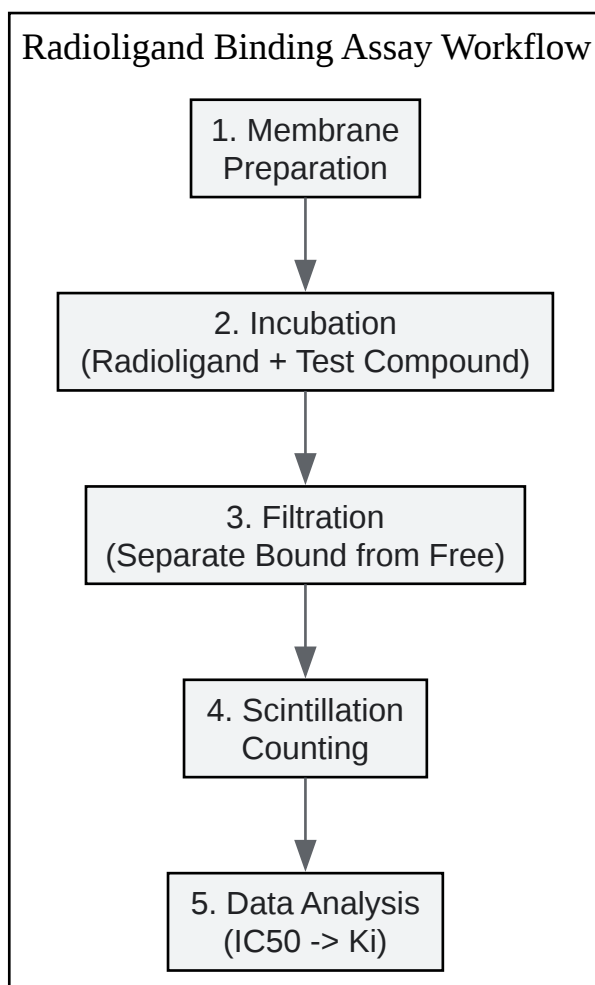 Radioligand Binding Assay Workflow
1. Membrane
Preparation
2. Incubation
(Radioligand + Test Compound)
3. Filtration
(Separate Bound from Free)
4. Scintillation
Counting
5. Data Analysis
(IC50 -> Ki)